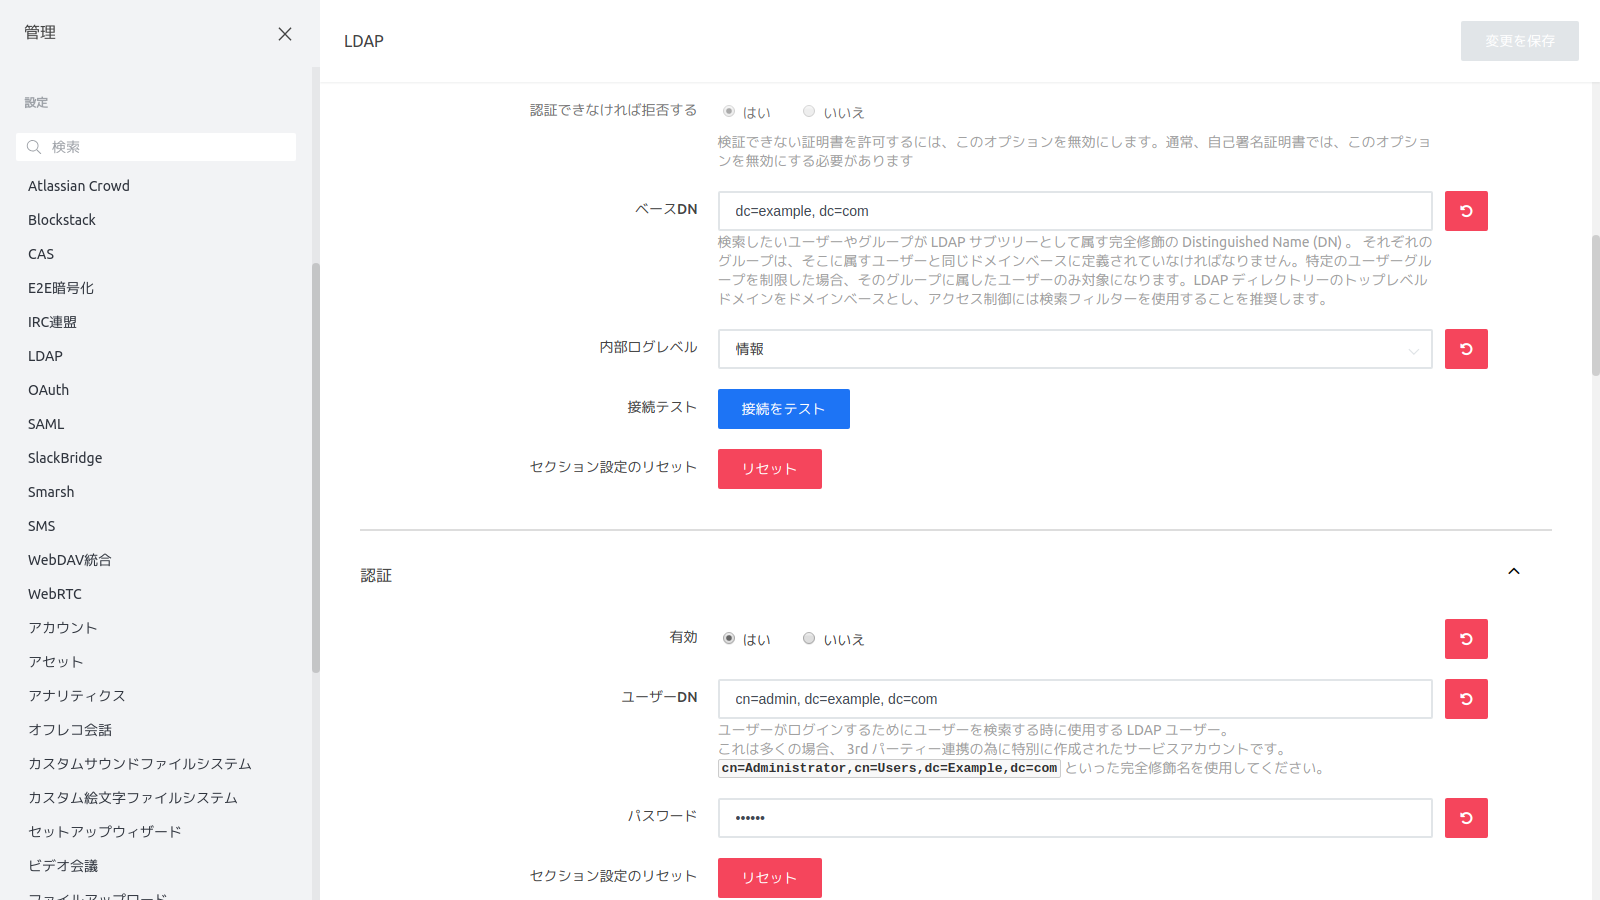 管理
設定
検索
Atlassian Crowd
Blockstack
CAS
E2E暗号化
IRC連盟
LDAP
OAuth
SAML
SlackBridge
Smarsh
SMS
WebDAV統合
WebRTC
アカウント
アセット
アナリティクス
オフレコ会話
カスタムサウンドファイルシステム
カスタム絵文字ファイルシステム
セットアップウィザード
ビデオ会議
ファイルアップロード
LDAP
変更を保存
認証できなければ拒否する
はい いいえ
検証できない証明書を許可するには、このオプションを無効にします。通常、自己署名証明書では、このオプショ
ンを無効にする必要があります
ベースDN
dc=example, dc=com
検索したいユーザーやグループが LDAP サブツリーとして属す完全修飾の Distinguished Name (DN) 。 それぞれの
グループは、そこに属すユーザーと同じドメインベースに定義されていなければなりません。特定のユーザーグル
ープを制限した場合、そのグループに属したユーザーのみ対象になります。LDAP ディレクトリーのトップレベル
ドメインをドメインベースとし、アクセス制御には検索フィルターを使用することを推奨します。
内部ログレベル
情報
接続テスト
接続をテスト
セクション設定のリセット
リセット
認証
有効
はい いいえ
ユーザーDN
cn=admin, dc=example, dc=com
ユーザーがログインするためにユーザーを検索する時に使用する LDAP ユーザー。
これは多くの場合、 3rd パーティー連携の為に特別に作成されたサービスアカウントです。
cn=Administrator,cn=Users,dc=Example,dc=com といった完全修飾名を使用してください。
パスワード
••••••
セクション設定のリセット
リセット